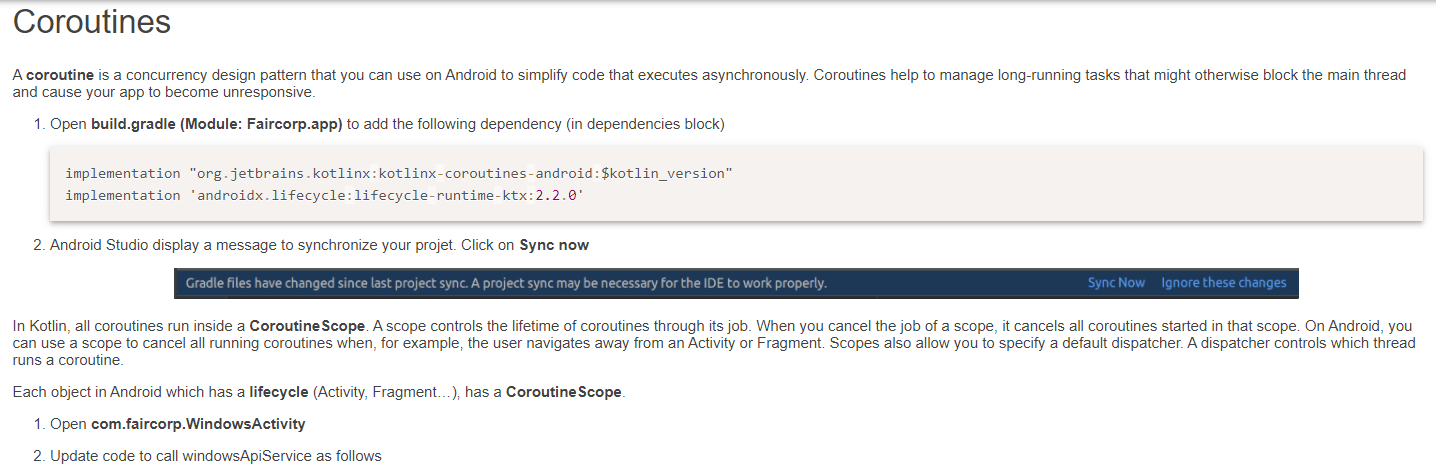 Coroutines
A coroutine is a concurrency design pattern that you can use on Android to simplify code that executes asynchronously. Coroutines help to manage long-running tasks that might otherwise block the main thread
and cause your app to become unresponsive.
1. Open build.gradle (Module: Faircorp.app) to add the following dependency (in dependencies block)
implementation "org.jetbrains.kotlinx:kotlinx-coroutines-android:$kotlin_version"
implementation 'androidx.lifecycle:lifecycle-runtime-ktx:2.2.0'
2. Android Studio display a message to synchronize your projet. Click on Sync now
Gradle files have changed since last project sync. A project sync may be necessary for the IDE to work properly. Sync Now Ignore these changes
In Kotlin, all coroutines run inside a CoroutineScope. A scope controls the lifetime of coroutines through its job. When you cancel the job of a scope, it cancels all coroutines started in that scope. On Android, you
can use a scope to cancel all running coroutines when, for example, the user navigates away from an Activity or Fragment. Scopes also allow you to specify a default dispatcher. A dispatcher controls which thread
runs a coroutine.
Each object in Android which has a lifecycle (Activity, Fragment…), has a CoroutineScope.
1. Open com.faircorp.WindowsActivity
2. Update code to call windowsApiService as follows